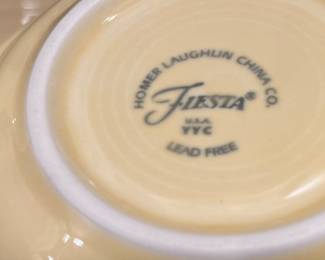 HOMER LAUGHLIN CHINA CO.
FIESTA®
U.S.A.
YYC
LEAD FREE